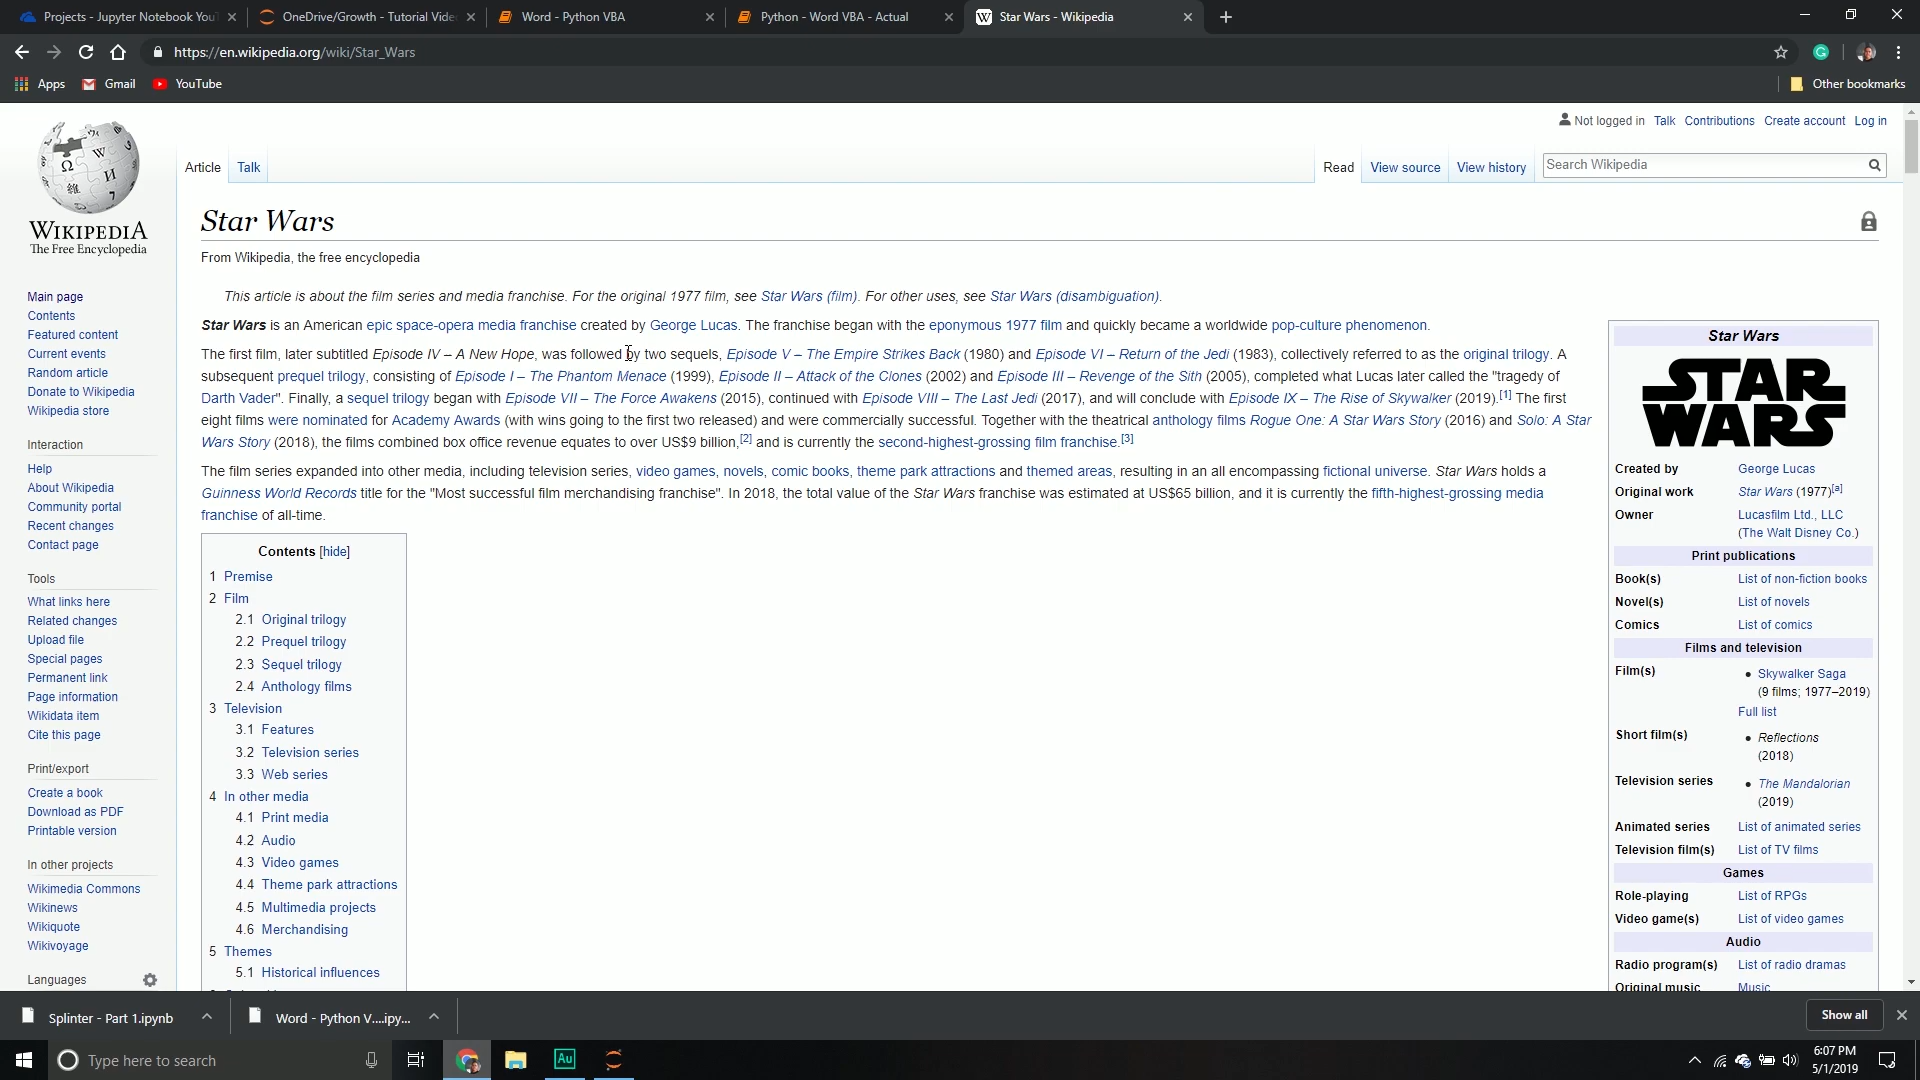 Projects - Jupyter Notebook You
OneDrive/Growth - Tutorial Vide
Word - Python VBA
Python - Word VBA - Actual
Star Wars - Wikipedia
https://en.wikipedia.org/wiki/Star_Wars
Apps
Gmail
YouTube
Other bookmarks
Not logged in Talk Contributions Create account Log in
Article Talk
Read View source View history Search Wikipedia
WIKIPEDIA
The Free Encyclopedia
Main page
Contents
Featured content
Current events
Random article
Donate to Wikipedia
Wikipedia store
Interaction
Help
About Wikipedia
Community portal
Recent changes
Contact page
Tools
What links here
Related changes
Upload file
Special pages
Permanent link
Page information
Wikidata item
Cite this page
Print/export
Create a book
Download as PDF
Printable version
In other projects
Wikimedia Commons
Wikinews
Wikiquote
Wikivoyage
Languages
Star Wars
From Wikipedia, the free encyclopedia
This article is about the film series and media franchise. For the original 1977 film, see Star Wars (film). For other uses, see Star Wars (disambiguation).
Star Wars is an American epic space-opera media franchise created by George Lucas. The franchise began with the eponymous 1977 film and quickly became a worldwide pop-culture phenomenon.
The first film, later subtitled Episode IV – A New Hope, was followed by two sequels, Episode V – The Empire Strikes Back (1980) and Episode VI – Return of the Jedi (1983), collectively referred to as the original trilogy. A
subsequent prequel trilogy, consisting of Episode I – The Phantom Menace (1999), Episode II – Attack of the Clones (2002) and Episode III – Revenge of the Sith (2005), completed what Lucas later called the "tragedy of
Darth Vader". Finally, a sequel trilogy began with Episode VII – The Force Awakens (2015), continued with Episode VIII – The Last Jedi (2017), and will conclude with Episode IX – The Rise of Skywalker (2019).[1] The first
eight films were nominated for Academy Awards (with wins going to the first two released) and were commercially successful. Together with the theatrical anthology films Rogue One: A Star Wars Story (2016) and Solo: A Star
Wars Story (2018), the films combined box office revenue equates to over US$9 billion,[2] and is currently the second-highest-grossing film franchise.[3]
The film series expanded into other media, including television series, video games, novels, comic books, theme park attractions and themed areas, resulting in an all encompassing fictional universe. Star Wars holds a
Guinness World Records title for the "Most successful film merchandising franchise". In 2018, the total value of the Star Wars franchise was estimated at US$65 billion, and it is currently the fifth-highest-grossing media
franchise of all-time.
Contents [hide]
1 Premise
2 Film
2.1 Original trilogy
2.2 Prequel trilogy
2.3 Sequel trilogy
2.4 Anthology films
3 Television
3.1 Features
3.2 Television series
3.3 Web series
4 In other media
4.1 Print media
4.2 Audio
4.3 Video games
4.4 Theme park attractions
4.5 Multimedia projects
4.6 Merchandising
5 Themes
5.1 Historical influences
Star Wars
STAR
WARS
Created by George Lucas
Original work Star Wars (1977)[a]
Owner Lucasfilm Ltd., LLC
(The Walt Disney Co.)
Print publications
Book(s) List of non-fiction books
Novel(s) List of novels
Comics List of comics
Films and television
Film(s) • Skywalker Saga
(9 films; 1977–2019)
Full list
Short film(s) • Reflections
(2018)
Television series • The Mandalorian
(2019)
Animated series List of animated series
Television film(s) List of TV films
Games
Role-playing List of RPGs
Video game(s) List of video games
Audio
Radio program(s) List of radio dramas
Original music Music
Splinter - Part 1.ipynb
Word - Python V....ipy...
Show all
Type here to search
Au
6:07 PM
5/1/2019